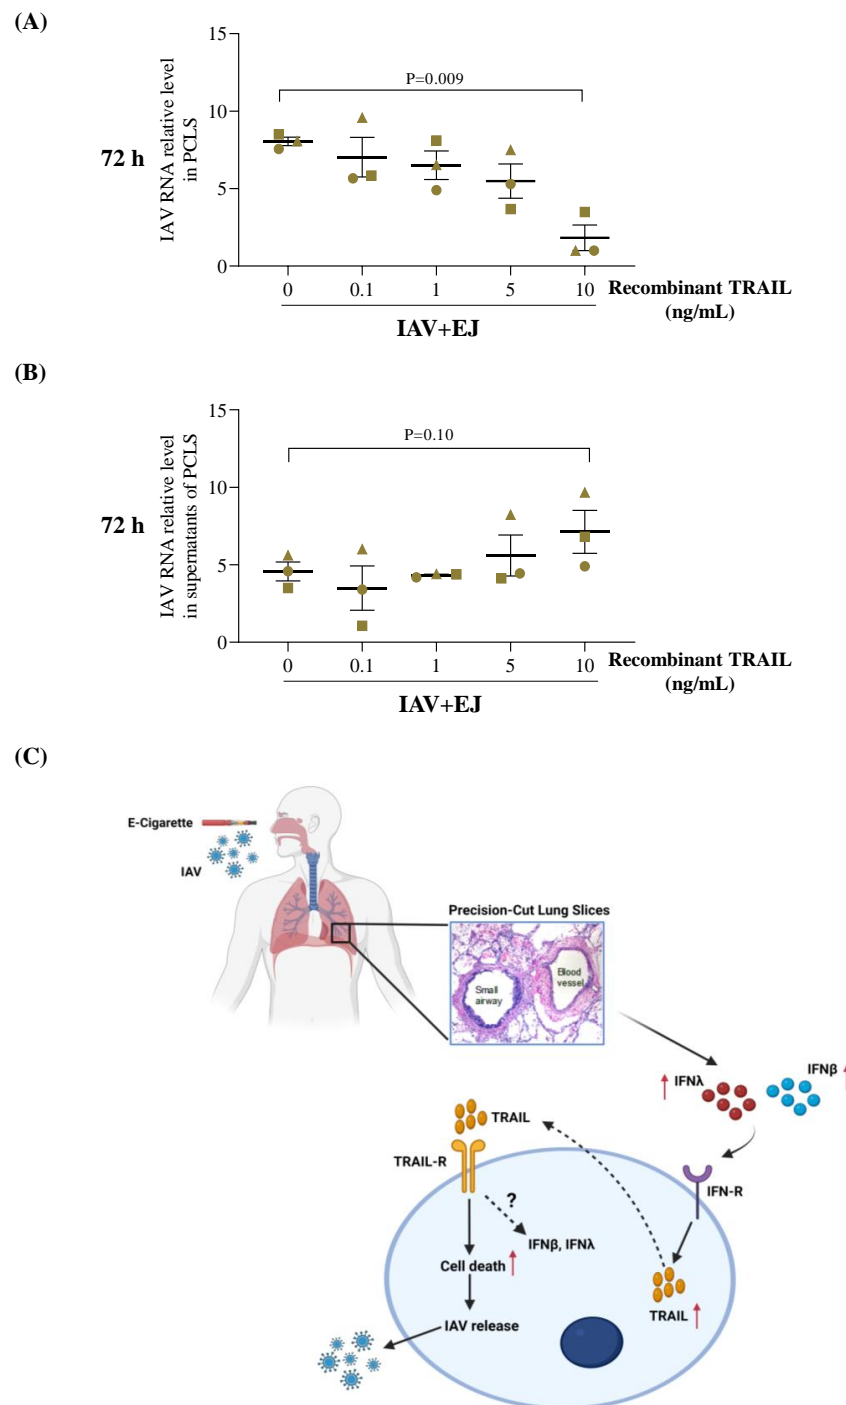 (A)
15
10
5
0
IAV RNA relative level
in PCLS
72 h
P=0.009
0 0.1 1 5 10
Recombinant TRAIL
(ng/mL)
IAV+EJ
(B)
15
10
5
0
IAV RNA relative level
in supernatants of PCLS
72 h
P=0.10
0 0.1 1 5 10
Recombinant TRAIL
(ng/mL)
IAV+EJ
(C)
E-Cigarette
IAV
Precision-Cut Lung Slices
Small
airway
Blood
vessel
IFNλ
IFNβ
TRAIL
TRAIL-R
IFN-R
?
IFNβ, IFNλ
Cell death
TRAIL
IAV release